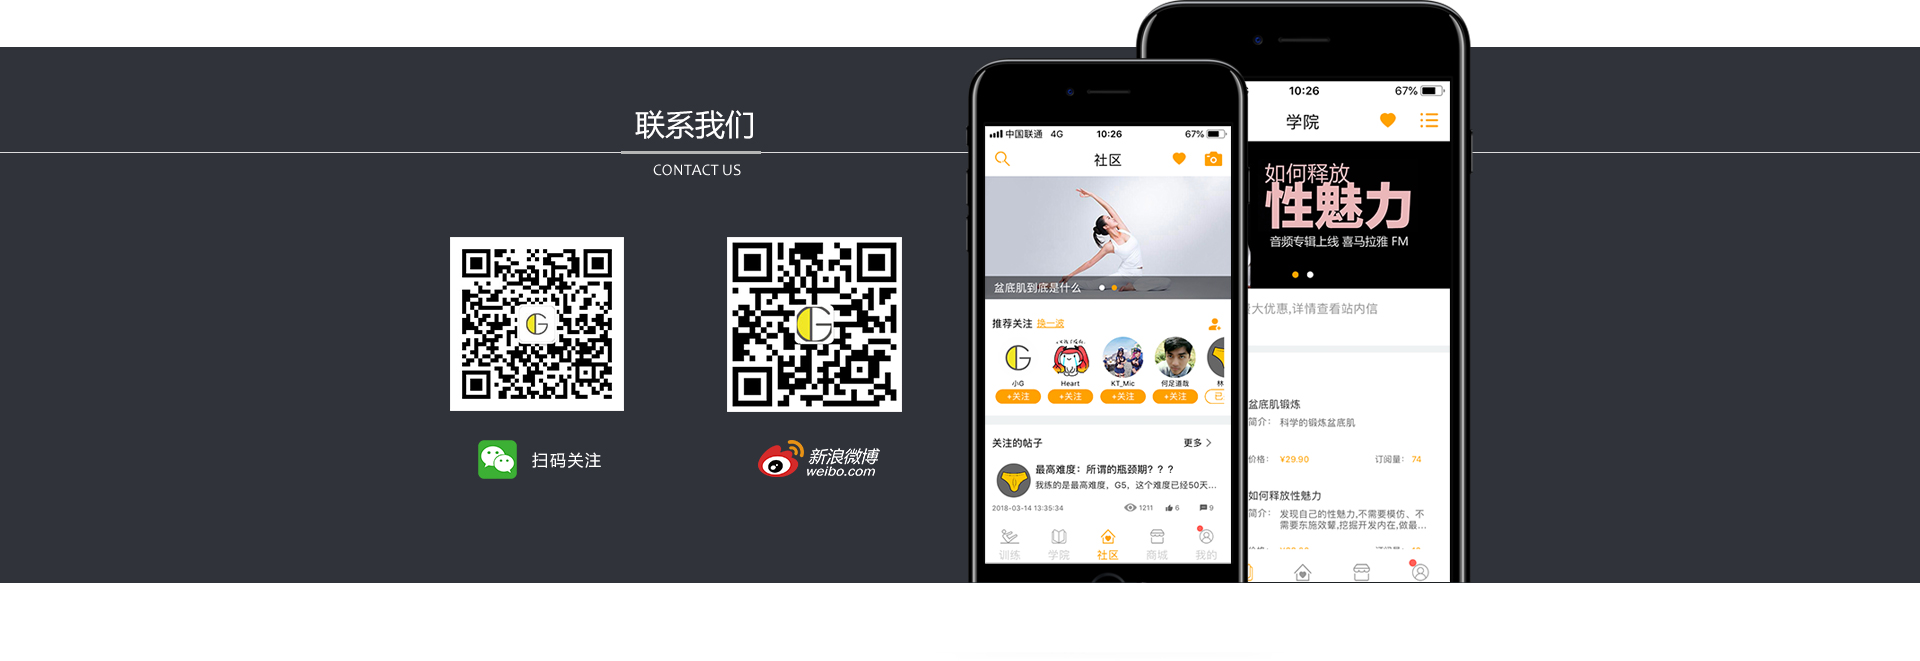 联系我们
CONTACT US
扫码关注
新浪微博
weibo.com
中国联通 4G 10:26 67%
社区
盆底肌到底是什么
推荐关注 换一波
小G Heart KT_Mic 何足道哉 林
+关注 +关注 +关注 +关注 已
关注的帖子 更多
最高难度：所谓的瓶颈期？？？
我练的是最高难度，G5，这个难度已经50天...
2018-03-14 13:35:34 1211 6 9
训练 学院 社区 商城 我的
10:26 67%
学院
如何释放
性魅力
音频专辑上线 喜马拉雅 FM
大优惠,详情查看站内信
盆底肌锻炼
简介： 科学的锻炼盆底肌
价格： ¥29.90 订阅量： 74
如何释放性魅力
简介： 发现自己的性魅力,不需要模仿、不
需要东施效颦,挖掘开发内在,做最...